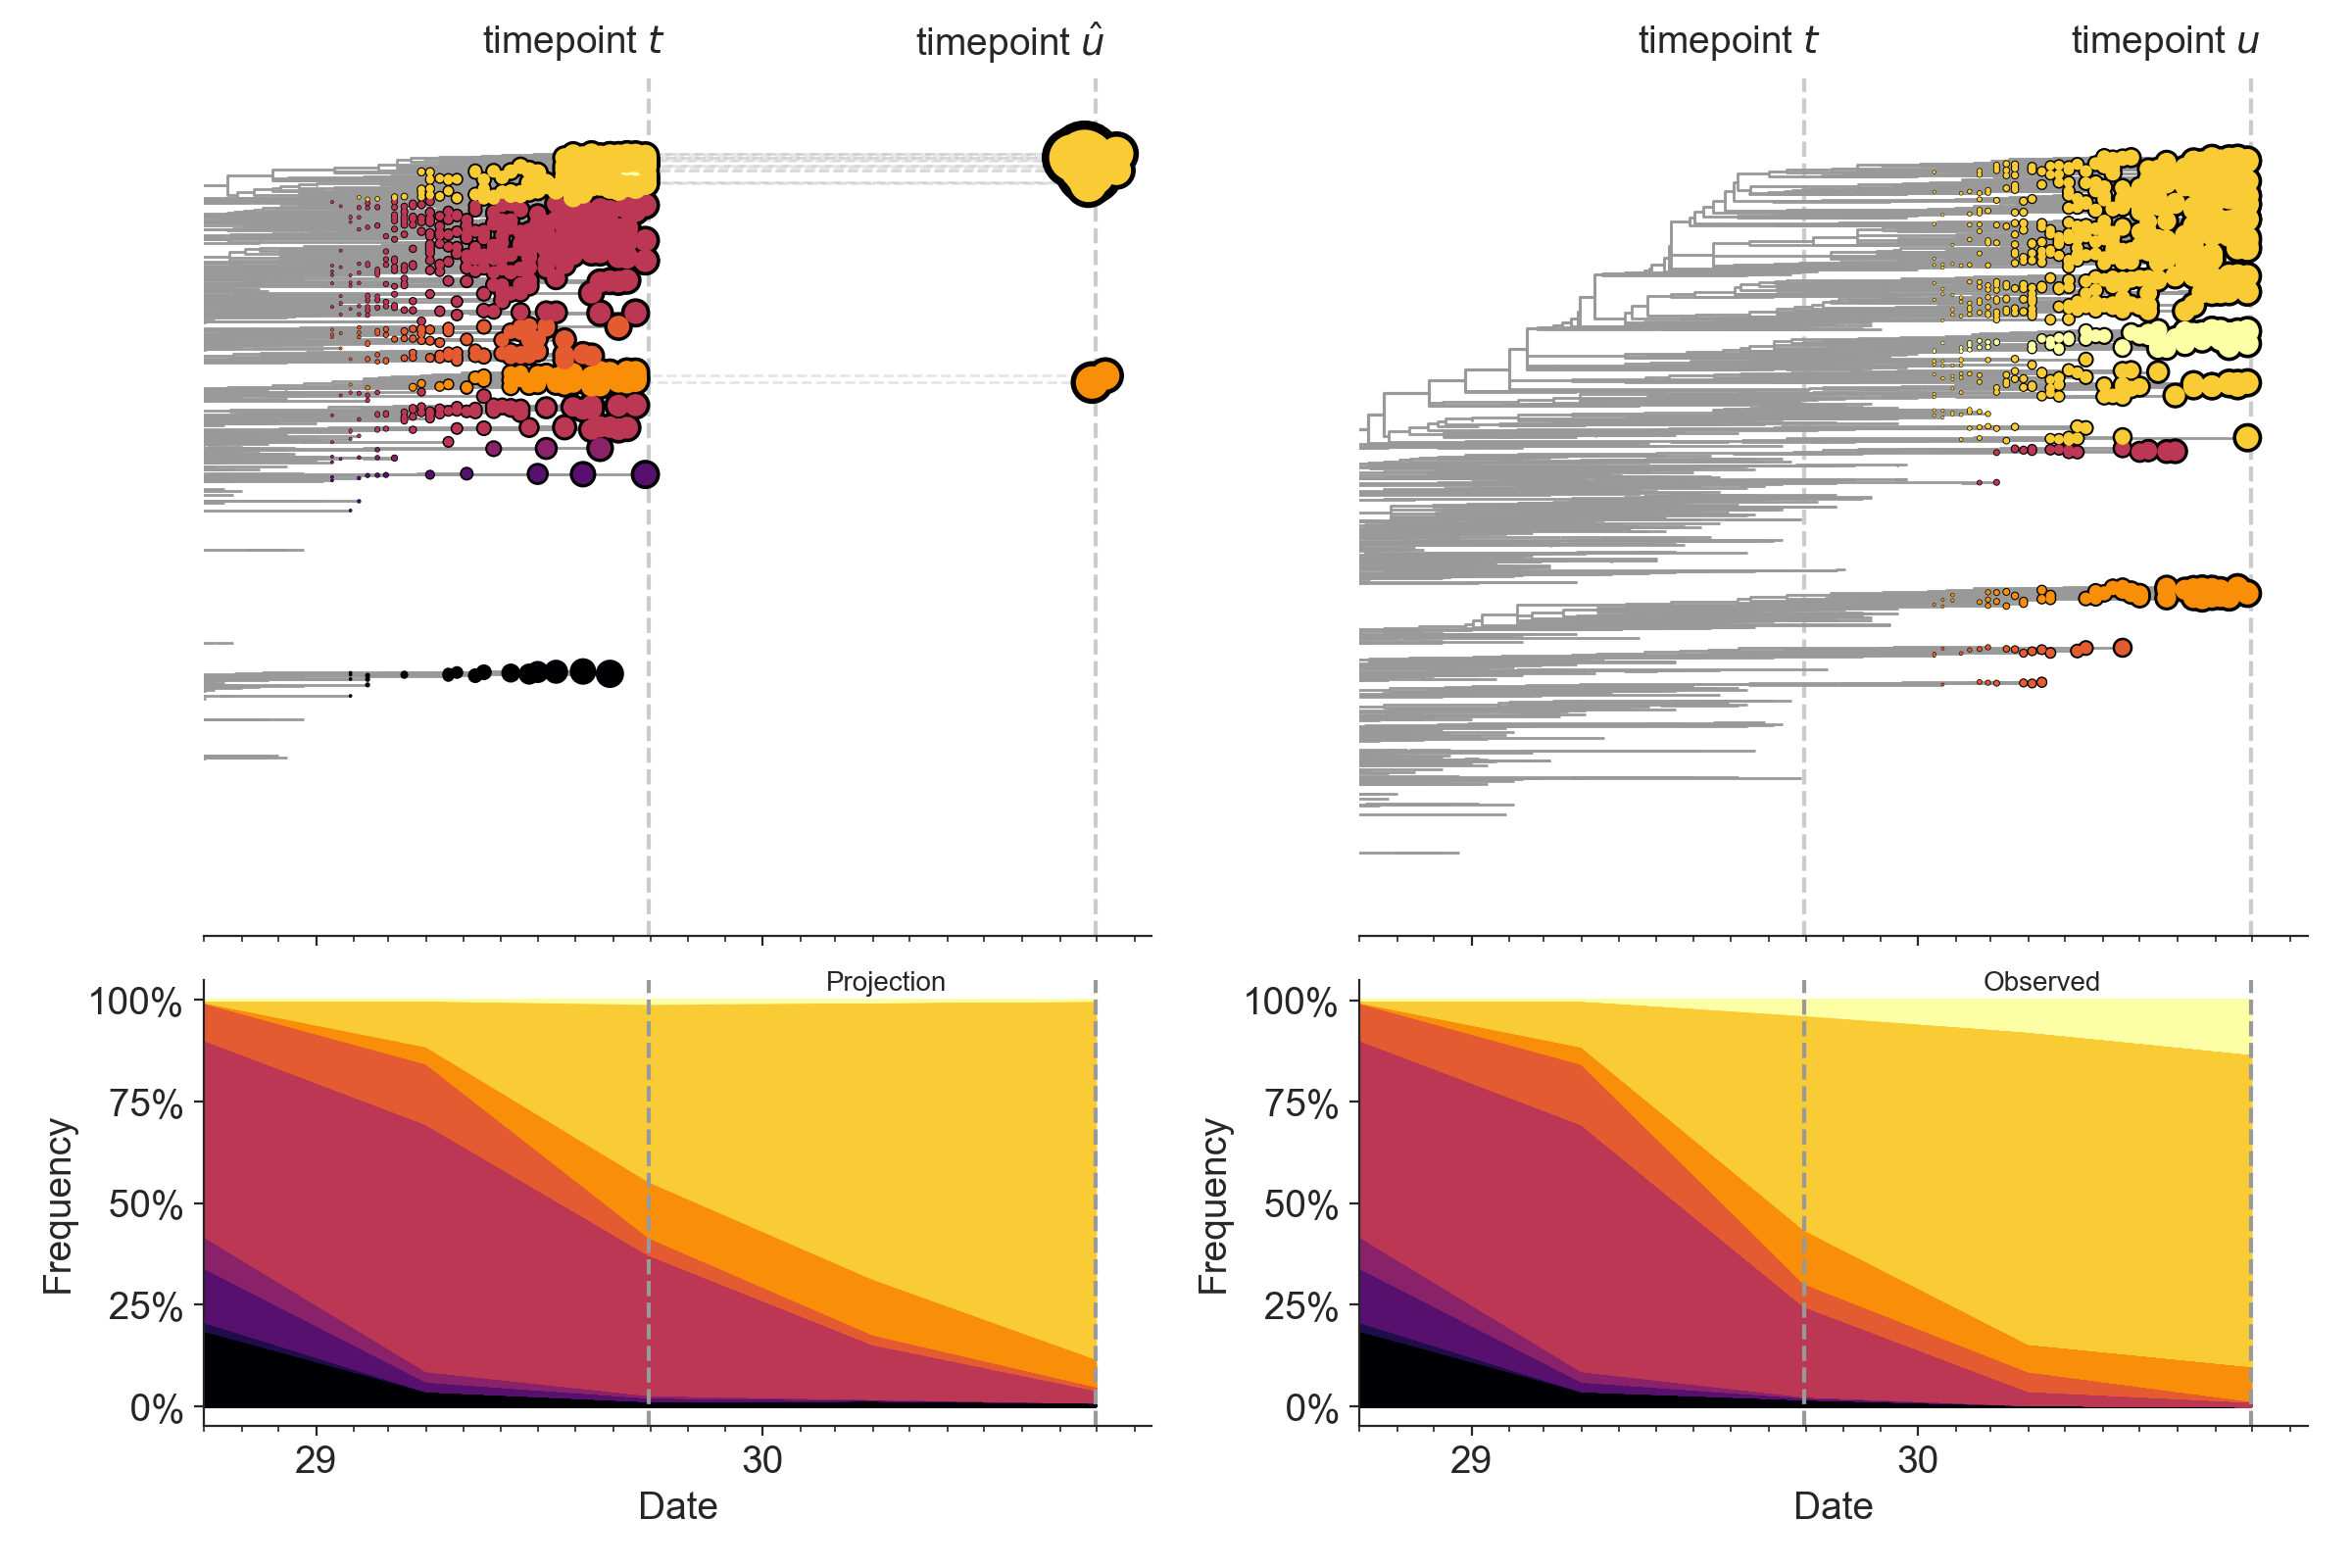 timepoint t
timepoint û
timepoint t
timepoint u
Projection
Observed
100%
75%
50%
25%
0%
Frequency
29
30
Date
100%
75%
50%
25%
0%
Frequency
29
30
Date